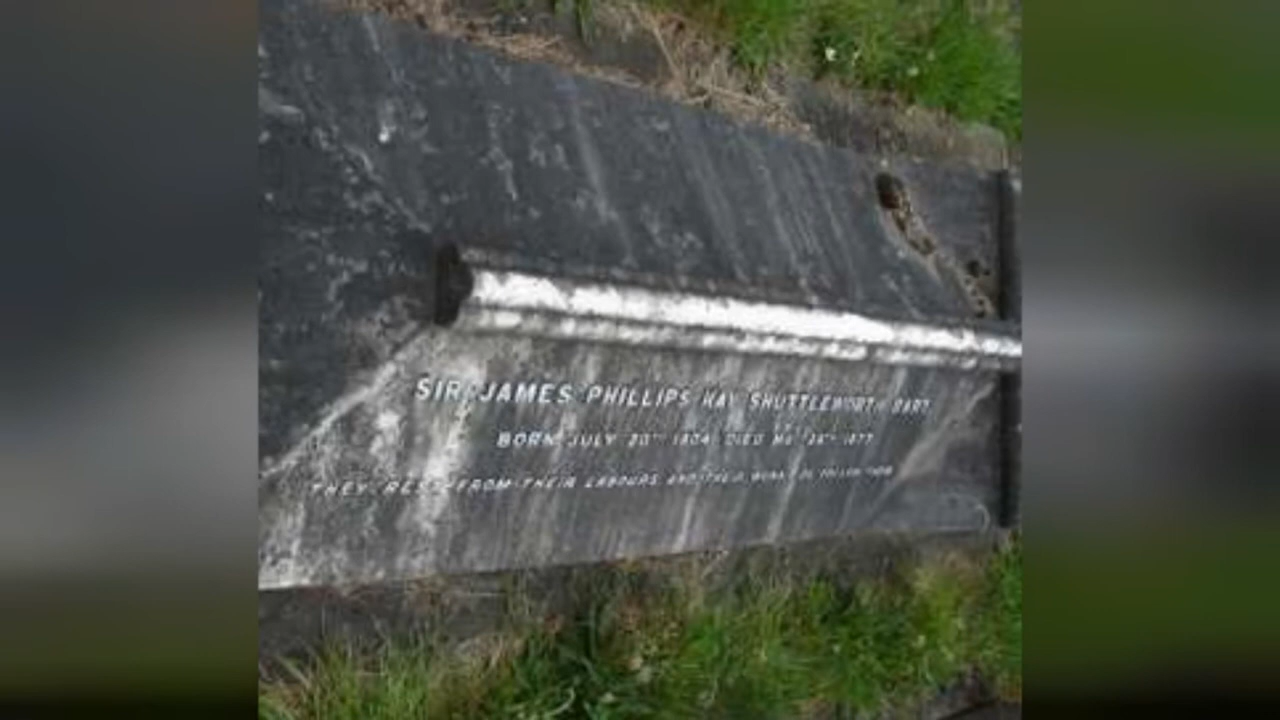 SIR JAMES PHILLIPS KAY SHUTTLEWORTH BART
BORN JULY 20TH 1804 DIED MAY 26TH 1877
THEY REST FROM THEIR LABOURS AND THEIR WORKS DO FOLLOW THEM